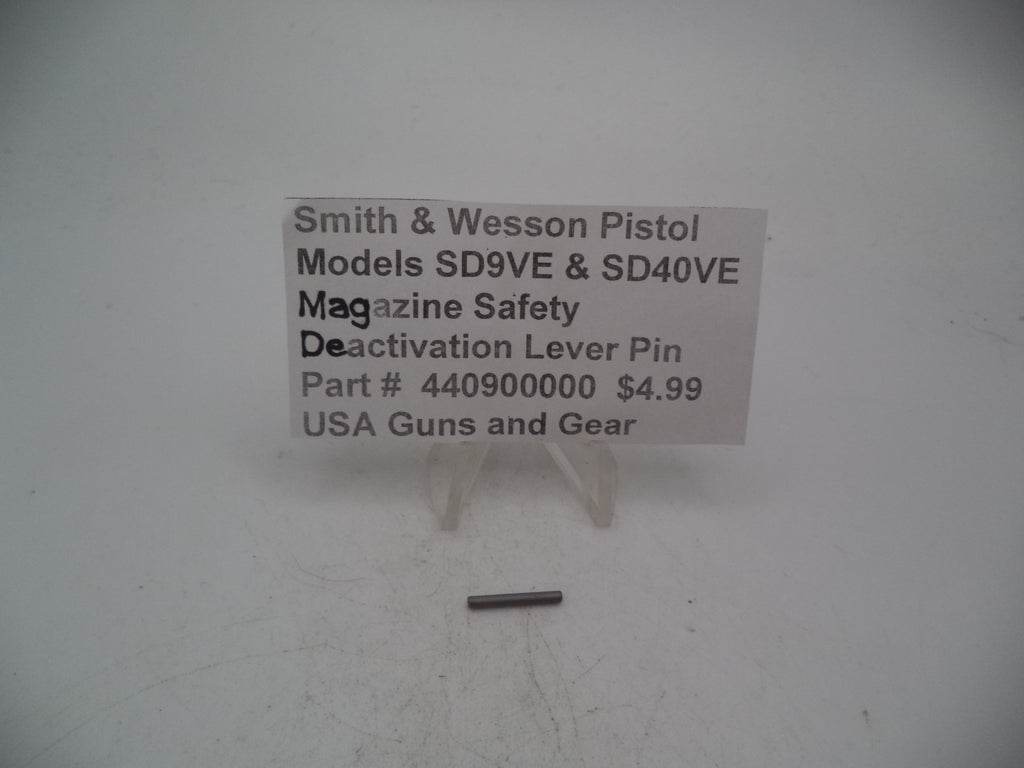 Smith & Wesson Pistol
Models SD9VE & SD40VE
Magazine Safety
Deactivation Lever Pin
Part # 440900000 $4.99
USA Guns and Gear